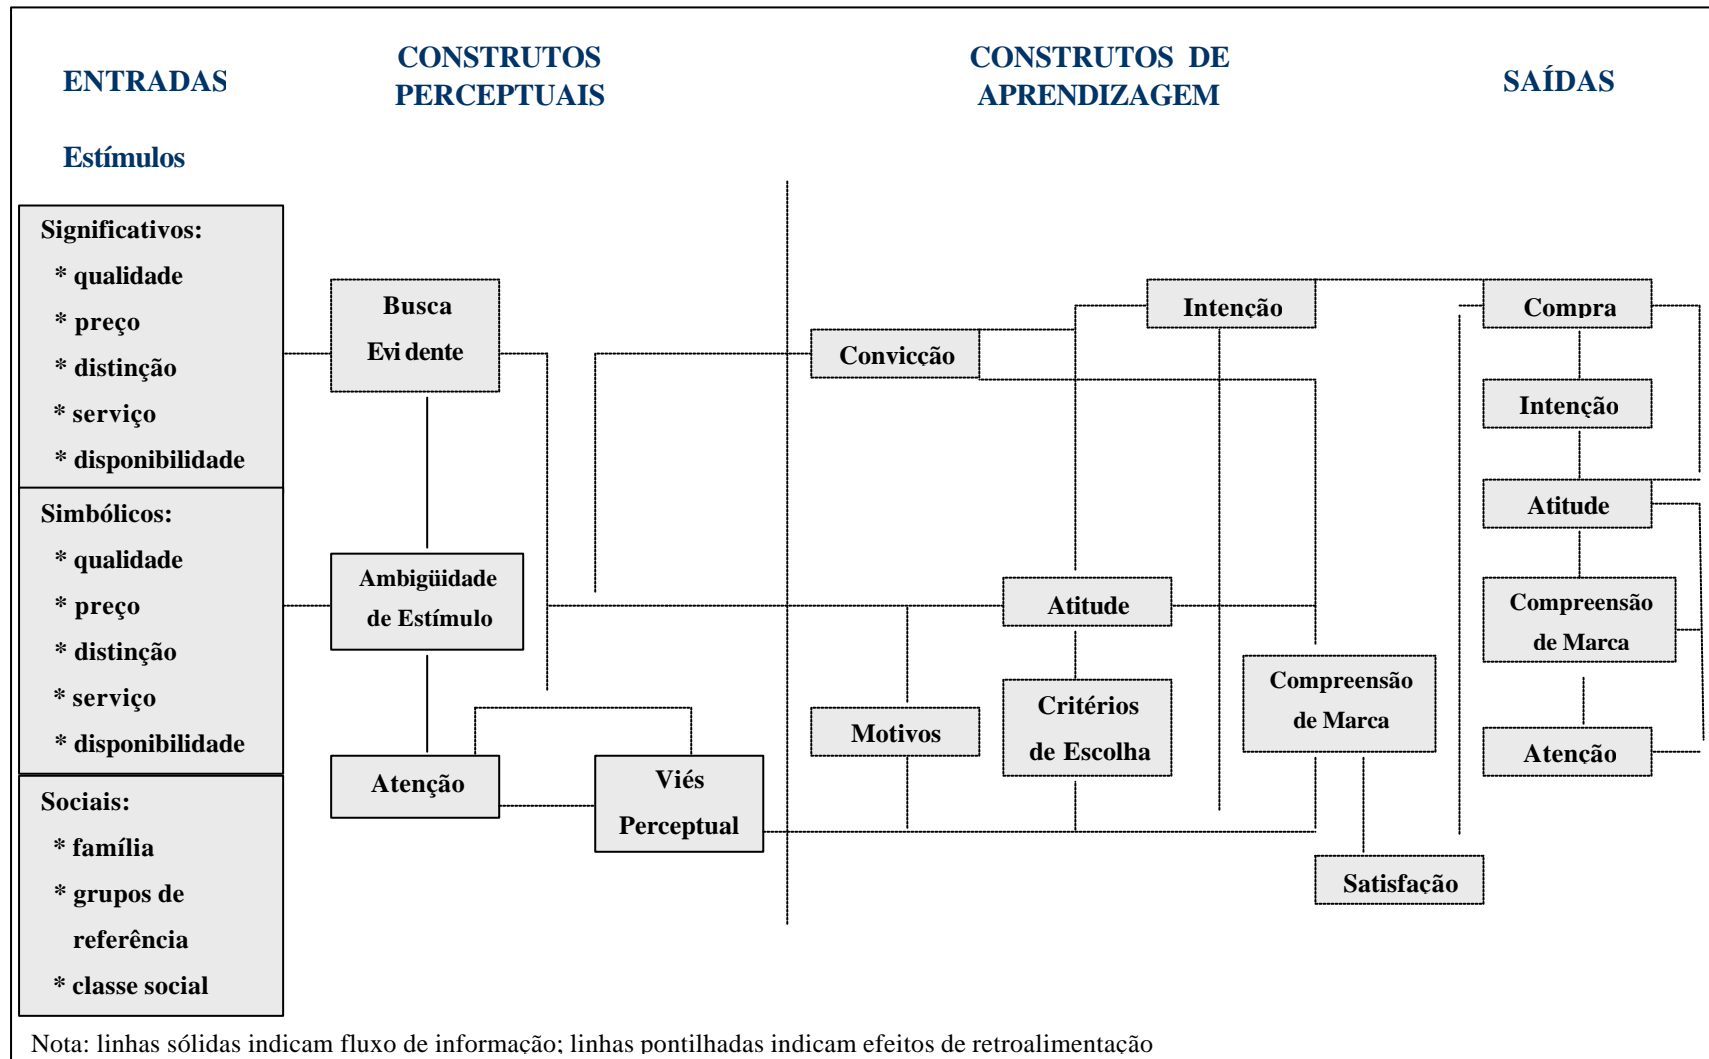 ENTRADAS
CONSTRUTOS
PERCEPTUAIS
CONSTRUTOS DE
APRENDIZAGEM
SAÍDAS
Estímulos
Significativos:
* qualidade
* preço
* distinção
* serviço
* disponibilidade
Simbólicos:
* qualidade
* preço
* distinção
* serviço
* disponibilidade
Sociais:
* família
* grupos de
referência
* classe social
Busca
Evi dente
Ambigüidade
de Estímulo
Atenção
Viés
Perceptual
Convicção
Intenção
Atitude
Motivos
Critérios
de Escolha
Compreensão
de Marca
Satisfação
Compra
Intenção
Atitude
Compreensão
de Marca
Atenção
Nota: linhas sólidas indicam fluxo de informação; linhas pontilhadas indicam efeitos de retroalimentação